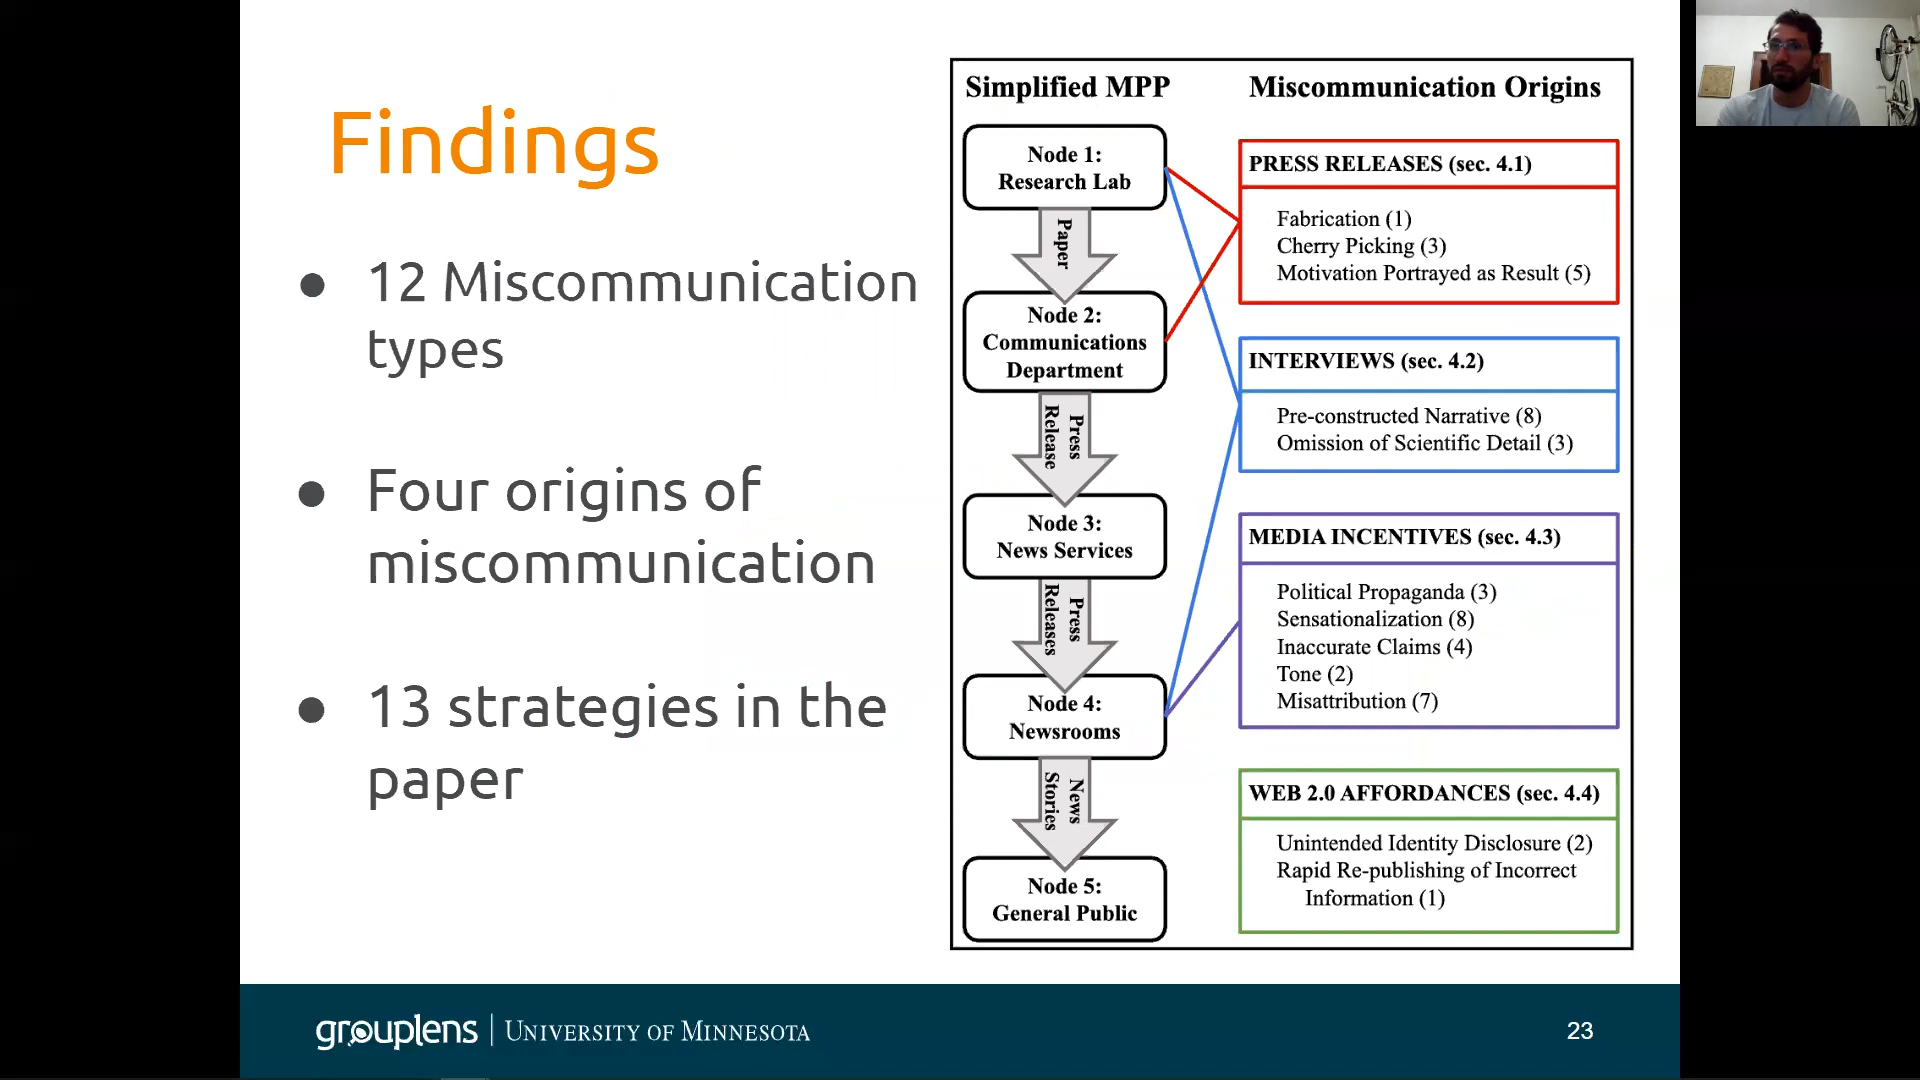 Findings
● 12 Miscommunication
types
● Four origins of
miscommunication
● 13 strategies in the
paper
Simplified MPP
Node 1:
Research Lab
Paper
Node 2:
Communications
Department
Press
Release
Node 3:
News Services
Press
Releases
Node 4:
Newsrooms
News
Stories
Node 5:
General Public
Miscommunication Origins
PRESS RELEASES (sec. 4.1)
Fabrication (1)
Cherry Picking (3)
Motivation Portrayed as Result (5)
INTERVIEWS (sec. 4.2)
Pre-constructed Narrative (8)
Omission of Scientific Detail (3)
MEDIA INCENTIVES (sec. 4.3)
Political Propaganda (3)
Sensationalization (8)
Inaccurate Claims (4)
Tone (2)
Misattribution (7)
WEB 2.0 AFFORDANCES (sec. 4.4)
Unintended Identity Disclosure (2)
Rapid Re-publishing of Incorrect
Information (1)
grouplens | UNIVERSITY OF MINNESOTA
23